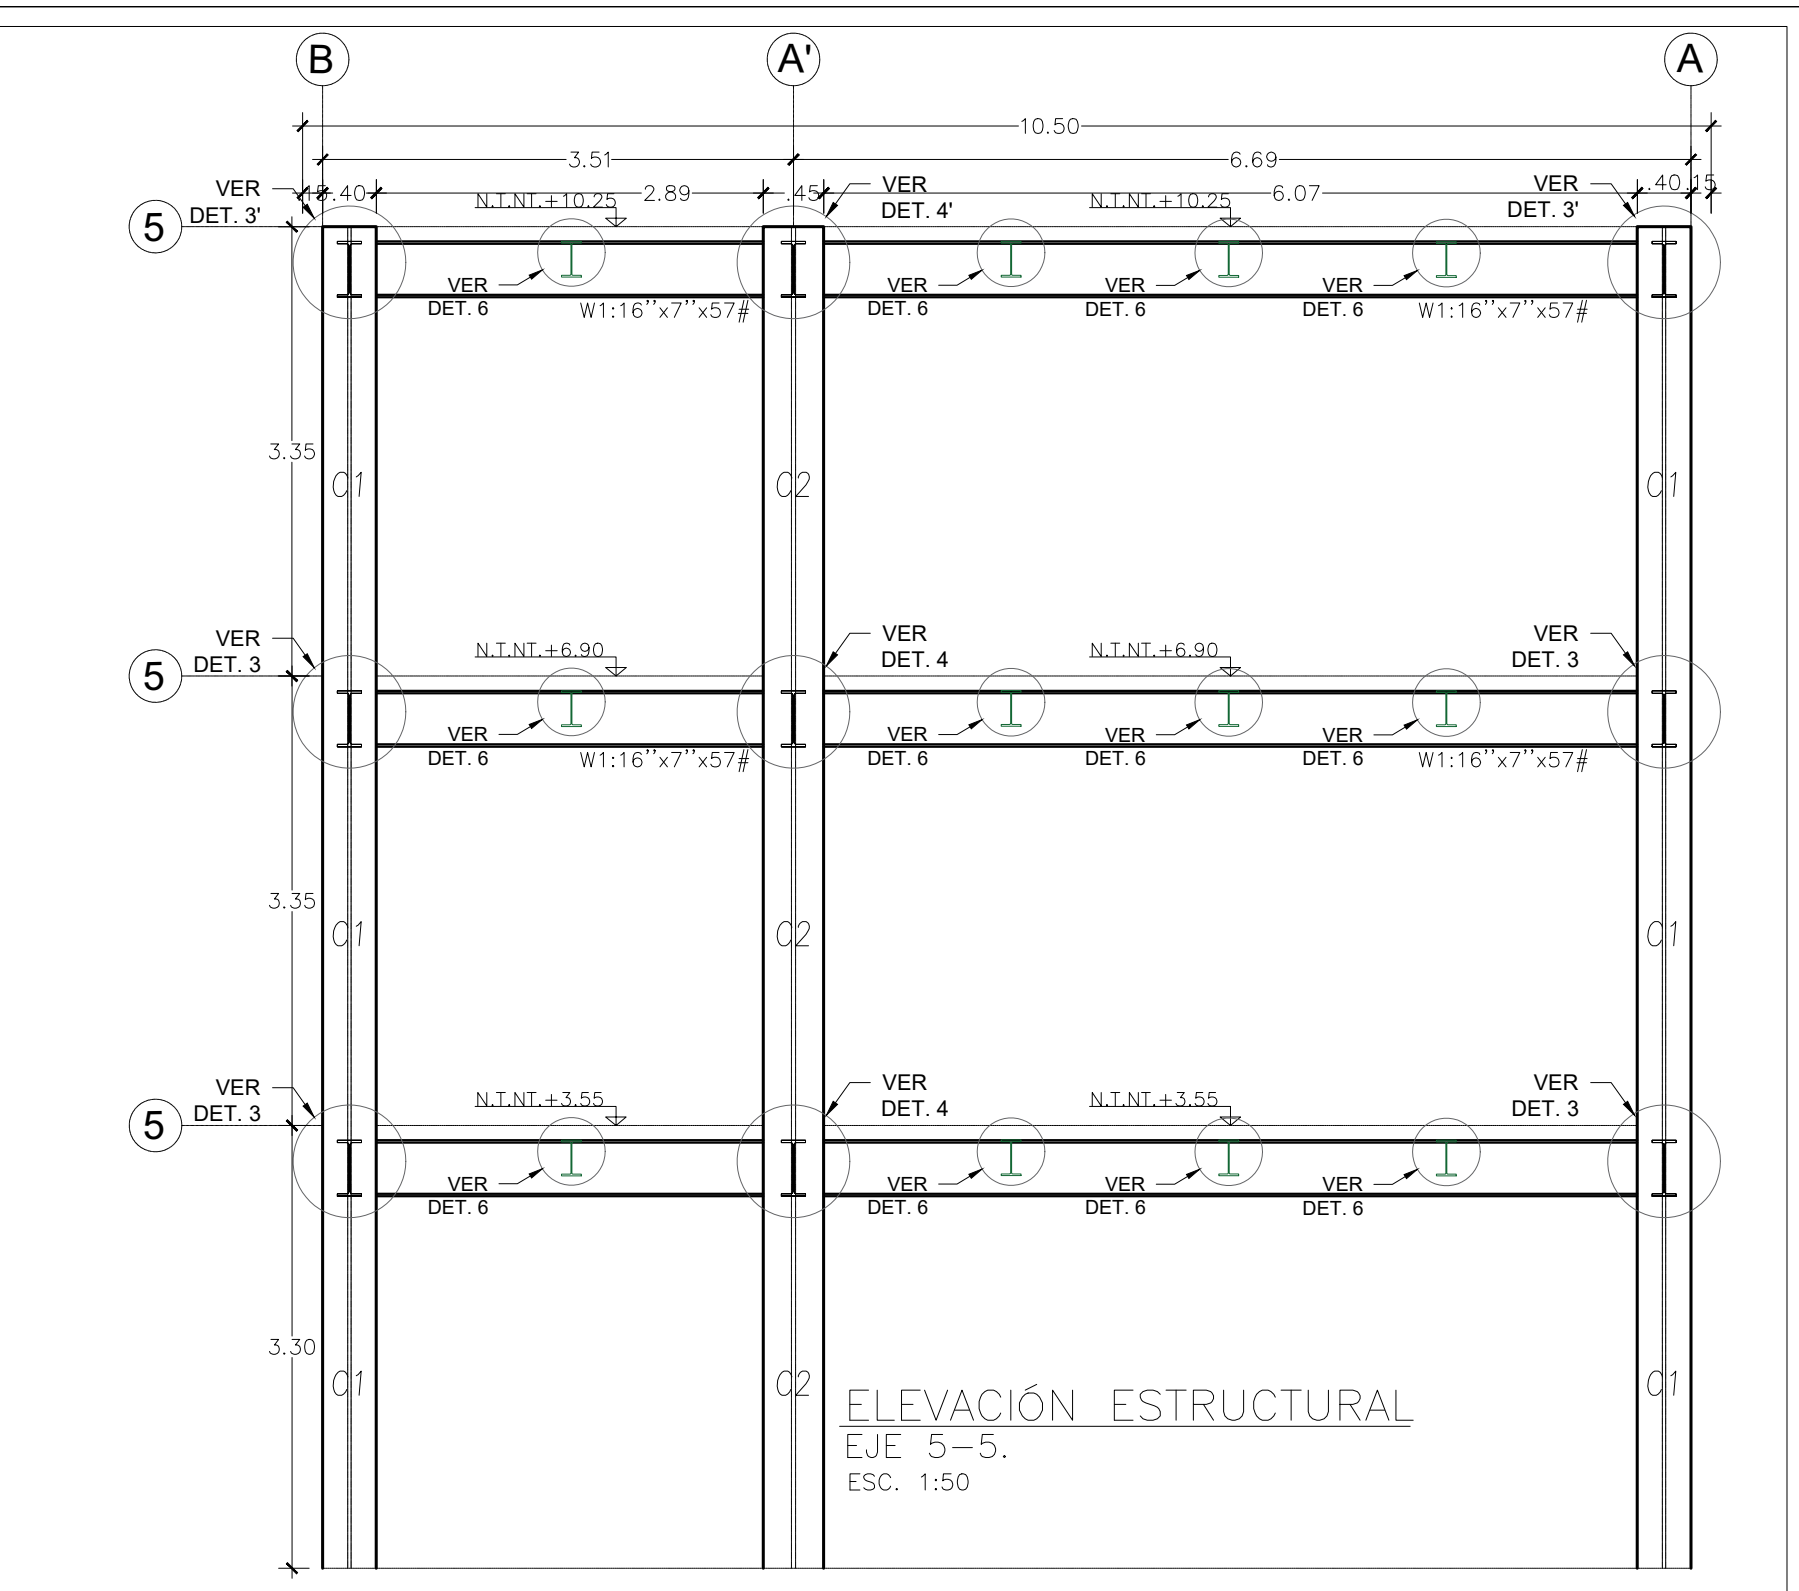 B
A'
A
10.50
3.51
6.69
.15
.40
2.89
.45
6.07
.40
.15
VER
DET. 3'
N.T.NT.+10.25
VER
DET. 4'
N.T.NT.+10.25
VER
DET. 3'
5
VER
DET. 6
W1:16''x7''x57#
VER
DET. 6
VER
DET. 6
VER
DET. 6
W1:16''x7''x57#
3.35
C1
C2
C1
VER
DET. 3
N.T.NT.+6.90
VER
DET. 4
N.T.NT.+6.90
VER
DET. 3
5
VER
DET. 6
W1:16''x7''x57#
VER
DET. 6
VER
DET. 6
VER
DET. 6
W1:16''x7''x57#
3.35
C1
C2
C1
VER
DET. 3
N.T.NT.+3.55
VER
DET. 4
N.T.NT.+3.55
VER
DET. 3
5
VER
DET. 6
VER
DET. 6
VER
DET. 6
VER
DET. 6
3.30
C1
C2
C1
ELEVACIÓN ESTRUCTURAL
EJE 5-5.
ESC. 1:50